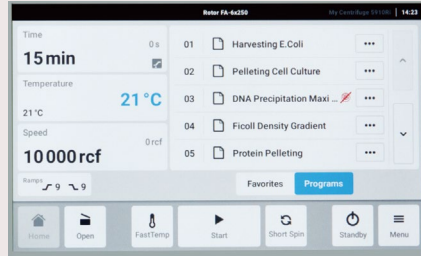 Rotor FA-6x250 My Centrifuge 5910Ri 14:23
Time
0 s
15 min
Temperature
21 °C
21 °C
Speed
0 rcf
10 000 rcf
Ramps 9 9
01 Harvesting E.Coli •••
02 Pelleting Cell Culture •••
03 DNA Precipitation Maxi ... •••
04 Ficoll Density Gradient •••
05 Protein Pelleting •••
Favorites Programs
Home Open FastTemp Start Short Spin Standby Menu